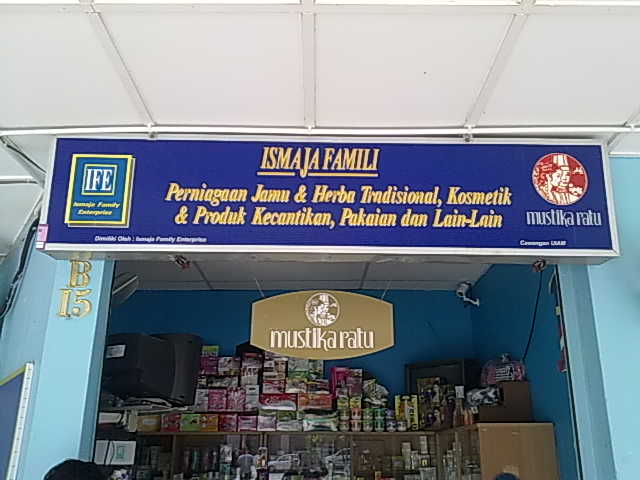 ISMAJA FAMILI
IFE
Ismaja Family
Enterprise
Perniagaan Jamu & Herba Tradisional, Kosmetik
& Produk Kecantikan, Pakaian dan Lain-Lain
mustika ratu
Dimiliki Oleh : Ismaja Family Enterprise
Cawangan UIAM
B
15
mustika ratu